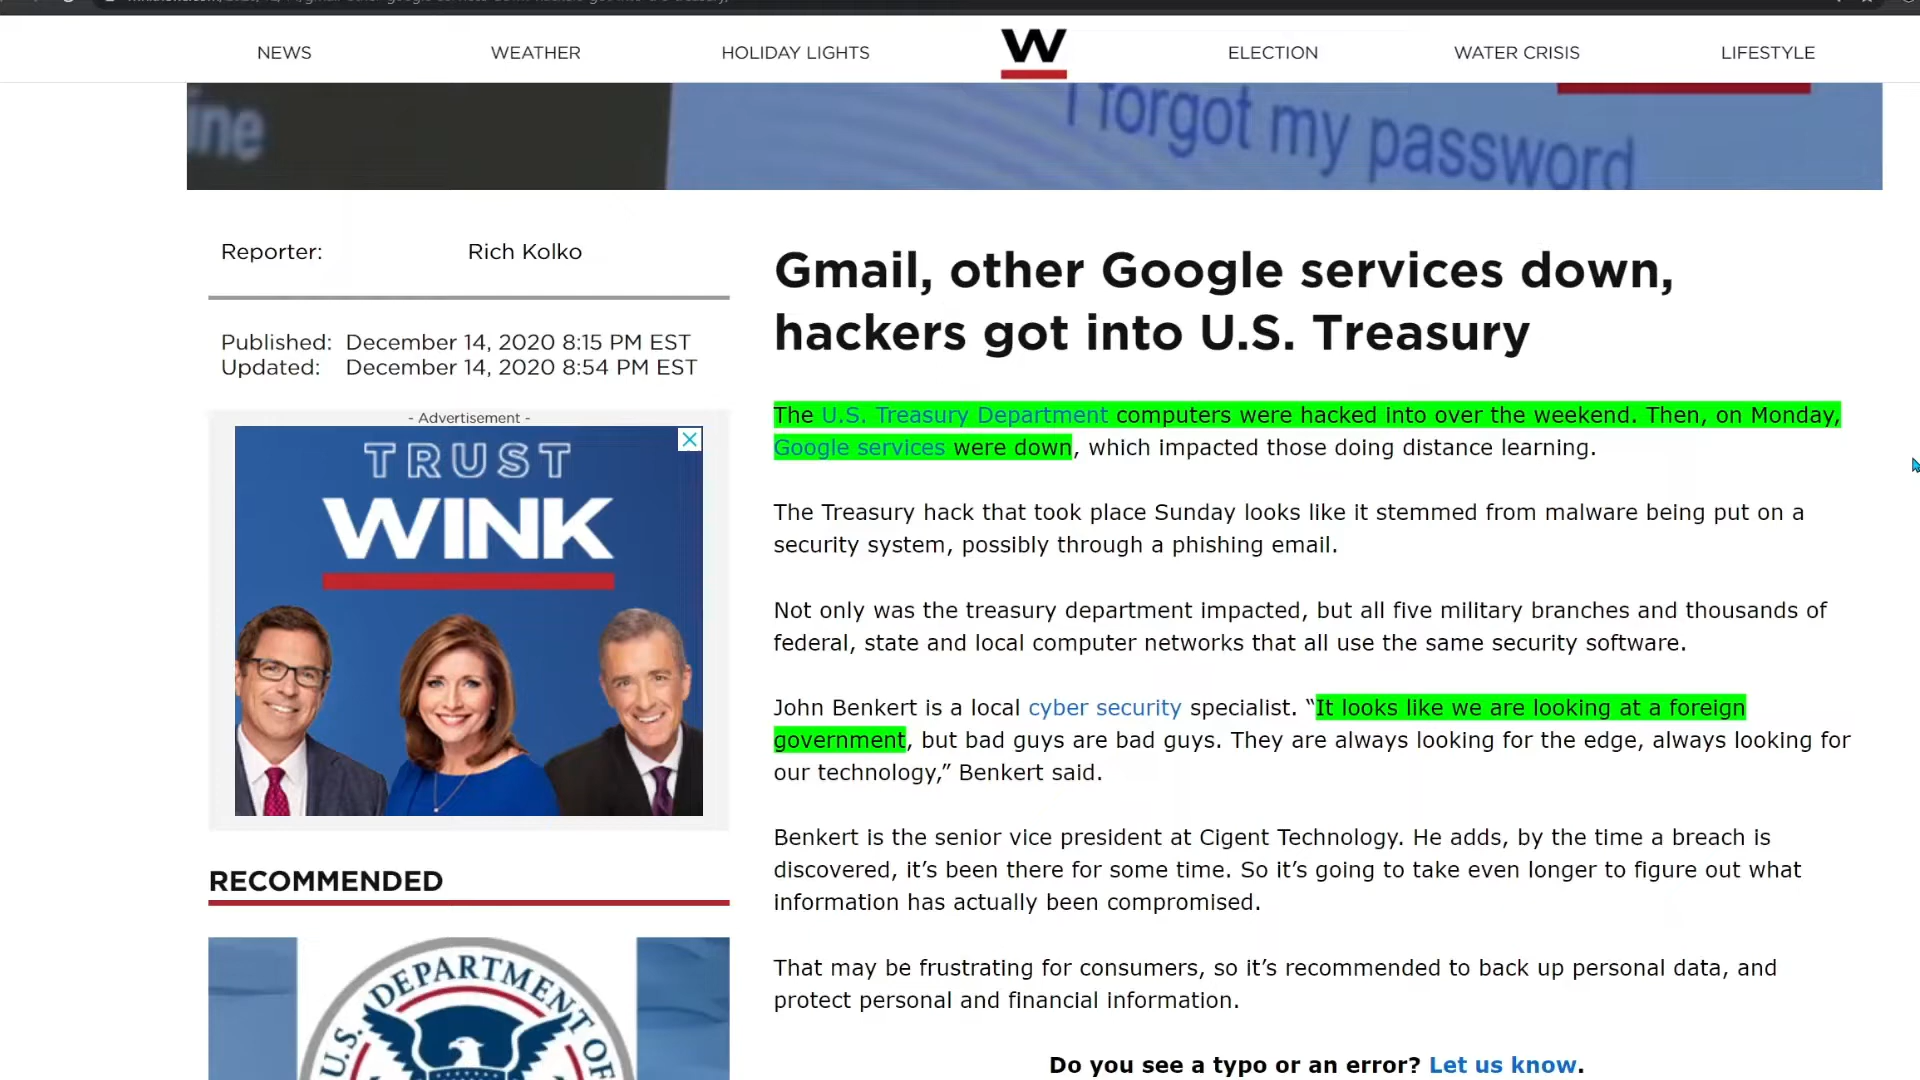 NEWS WEATHER HOLIDAY LIGHTS W ELECTION WATER CRISIS LIFESTYLE
ine
I forgot my password
Reporter: Rich Kolko
Published: December 14, 2020 8:15 PM EST
Updated: December 14, 2020 8:54 PM EST
- Advertisement -
TRUST
WINK
RECOMMENDED
U.S. DEPARTMENT OF
Gmail, other Google services down,
hackers got into U.S. Treasury
The U.S. Treasury Department computers were hacked into over the weekend. Then, on Monday,
Google services were down, which impacted those doing distance learning.
The Treasury hack that took place Sunday looks like it stemmed from malware being put on a
security system, possibly through a phishing email.
Not only was the treasury department impacted, but all five military branches and thousands of
federal, state and local computer networks that all use the same security software.
John Benkert is a local cyber security specialist. “It looks like we are looking at a foreign
government, but bad guys are bad guys. They are always looking for the edge, always looking for
our technology,” Benkert said.
Benkert is the senior vice president at Cigent Technology. He adds, by the time a breach is
discovered, it’s been there for some time. So it’s going to take even longer to figure out what
information has actually been compromised.
That may be frustrating for consumers, so it’s recommended to back up personal data, and
protect personal and financial information.
Do you see a typo or an error? Let us know.